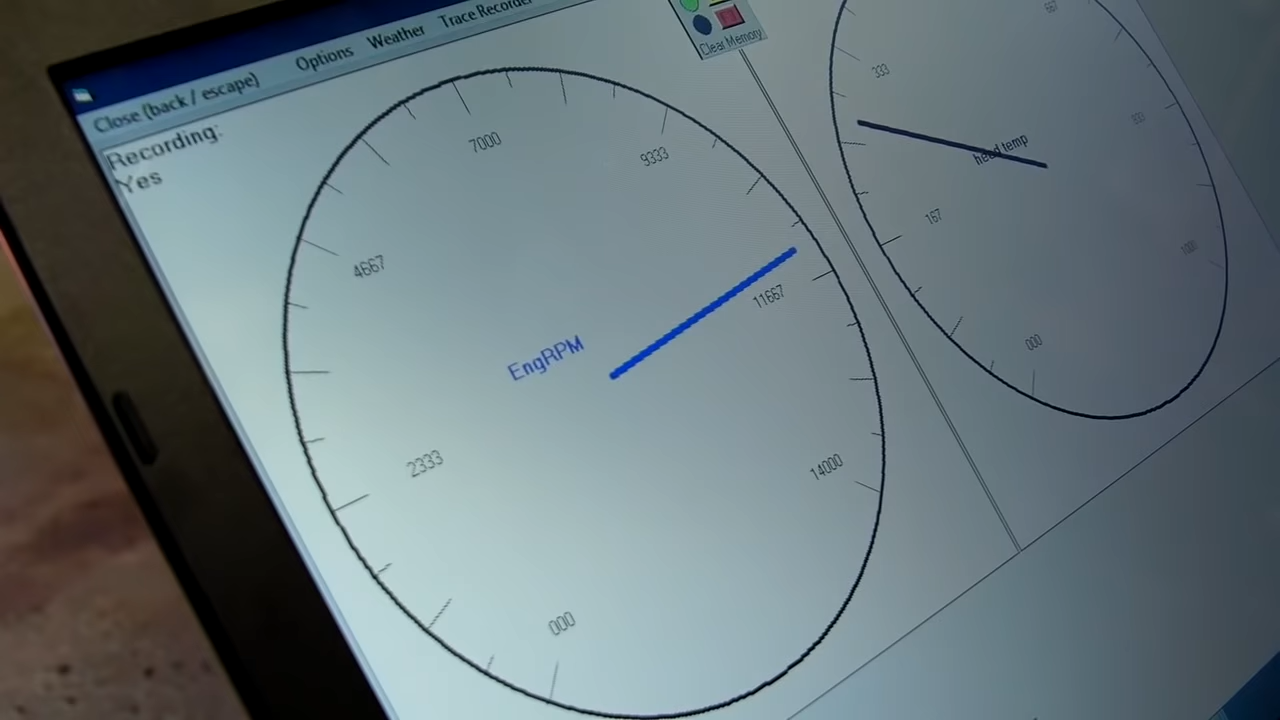 Close (back / escape) Options Weather Trace Recorder
Recording:
Yes
Clear Memory
7000
9333
4667
11667
EngRPM
2333
14000
000
333
head temp
167
000